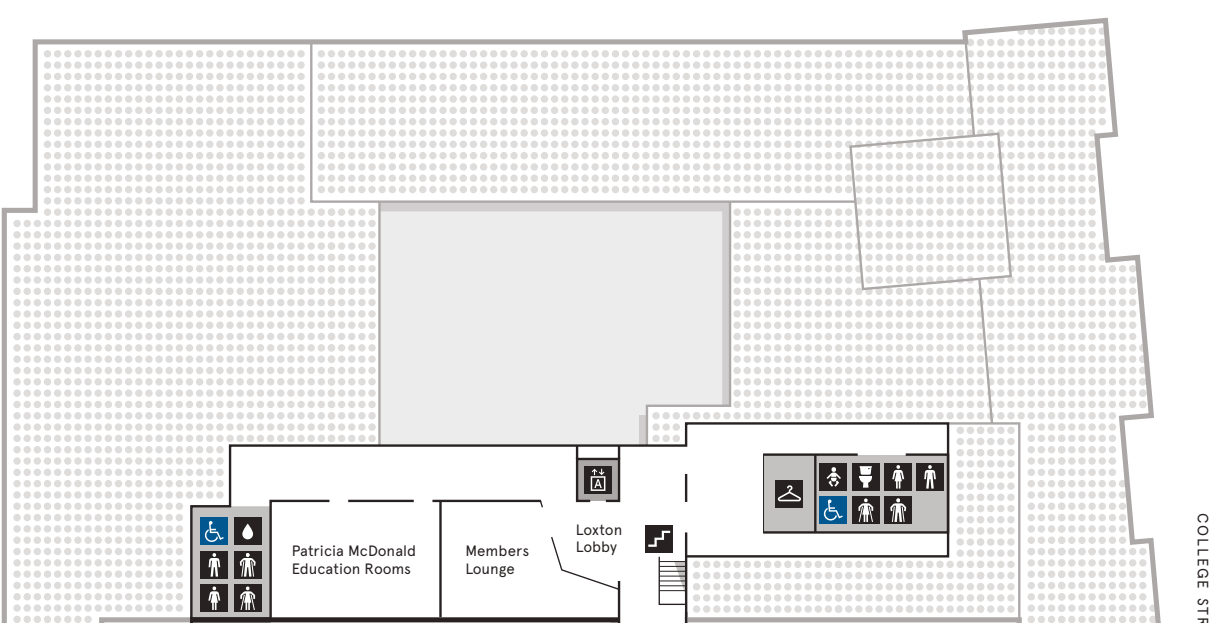 A
Loxton
Lobby
Patricia McDonald
Education Rooms
Members
Lounge
COLLEGE STR